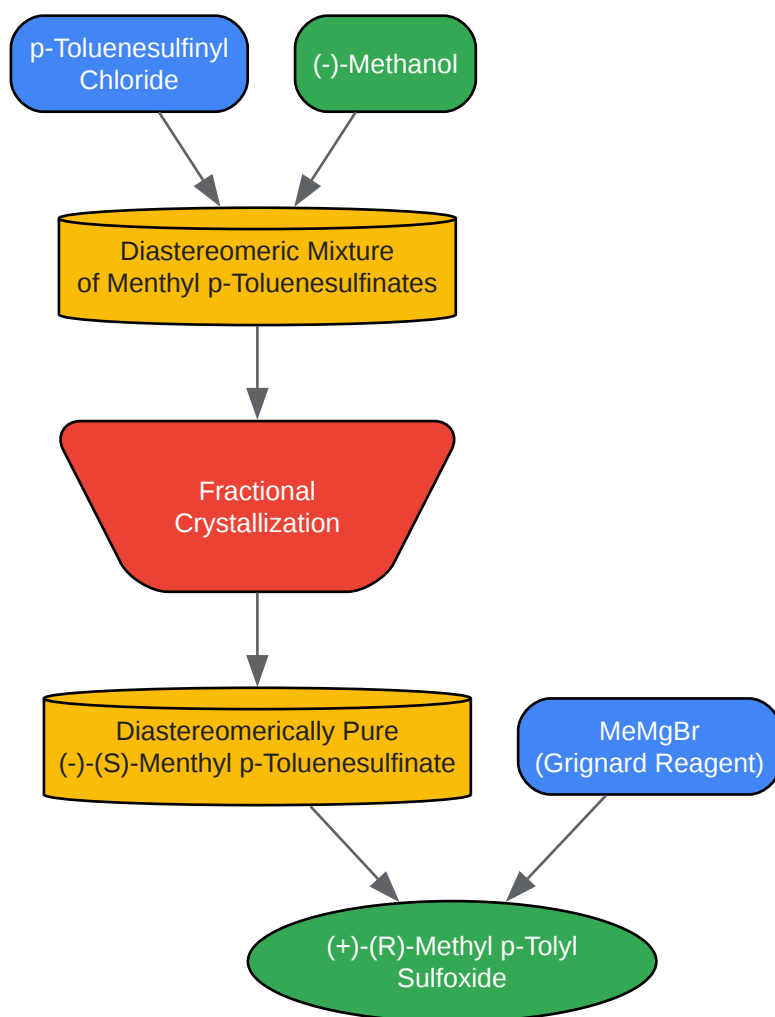 p-Toluenesulfinyl
Chloride
(-)-Methanol
Diastereomeric Mixture
of Menthyl p-Toluenesulfinates
Fractional
Crystallization
Diastereomerically Pure
(-)-(S)-Menthyl p-Toluenesulfinate
MeMgBr
(Grignard Reagent)
(+)-(R)-Methyl p-Tolyl
Sulfoxide